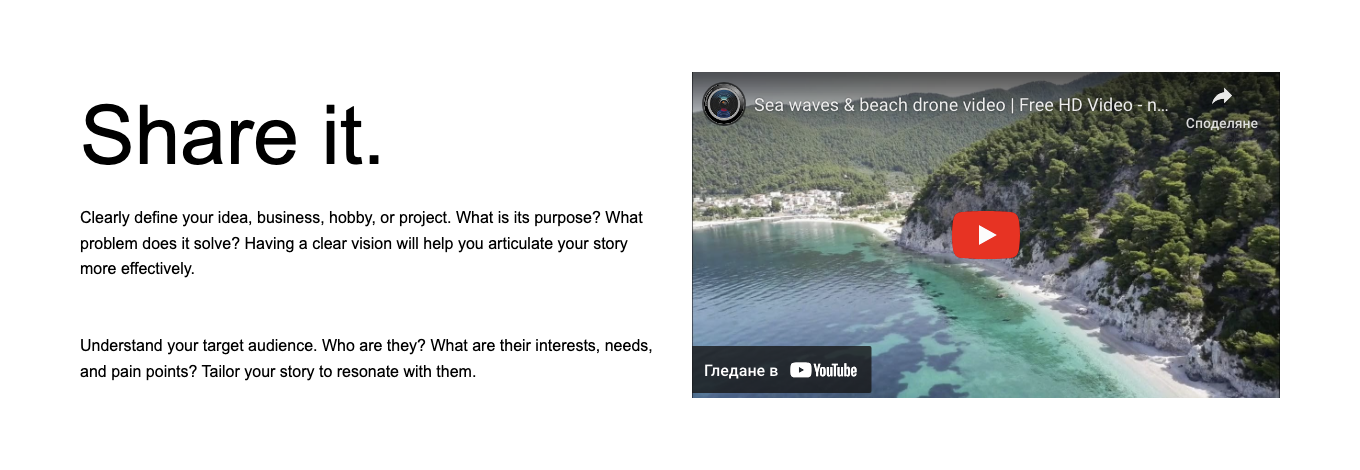 Share it.
Clearly define your idea, business, hobby, or project. What is its purpose? What
problem does it solve? Having a clear vision will help you articulate your story
more effectively.
Understand your target audience. Who are they? What are their interests, needs,
and pain points? Tailor your story to resonate with them.
Sea waves & beach drone video | Free HD Video - n...
Споделяне
Гледане в YouTube